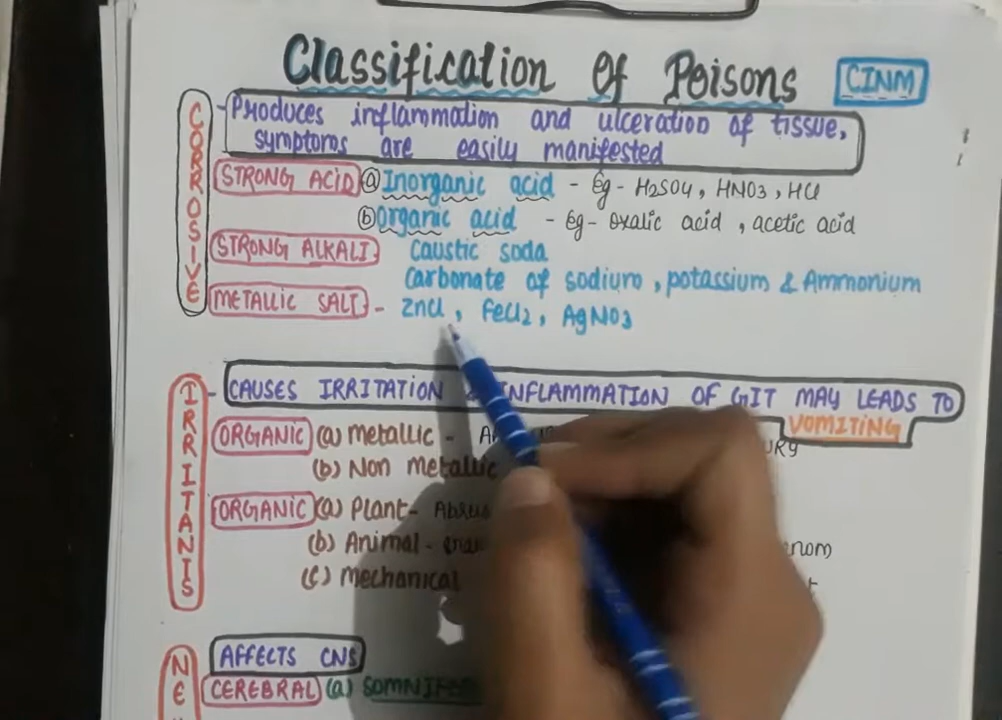 Classification Of Poisons CINM
CORROSIVE
- Produces inflammation and ulceration of tissue,
symptoms are easily manifested
STRONG ACID (a) Inorganic acid - Eg - H2SO4, HNO3, HCl
(b) Organic acid - Eg - Oxalic acid, acetic acid
STRONG ALKALI Caustic soda
Carbonate of sodium, potassium & Ammonium
METALLIC SALT - Zncl, FeCl2, AgNO3
IRRITANTS
- CAUSES IRRITATION INFLAMMATION OF GIT MAY LEADS TO
VOMITING
ORGANIC (a) metallic -
(b) Non metallic
ORGANIC (a) Plant- Abrus
(b) Animal -
(c) mechanical
AFFECTS CNS
CEREBRAL (a)